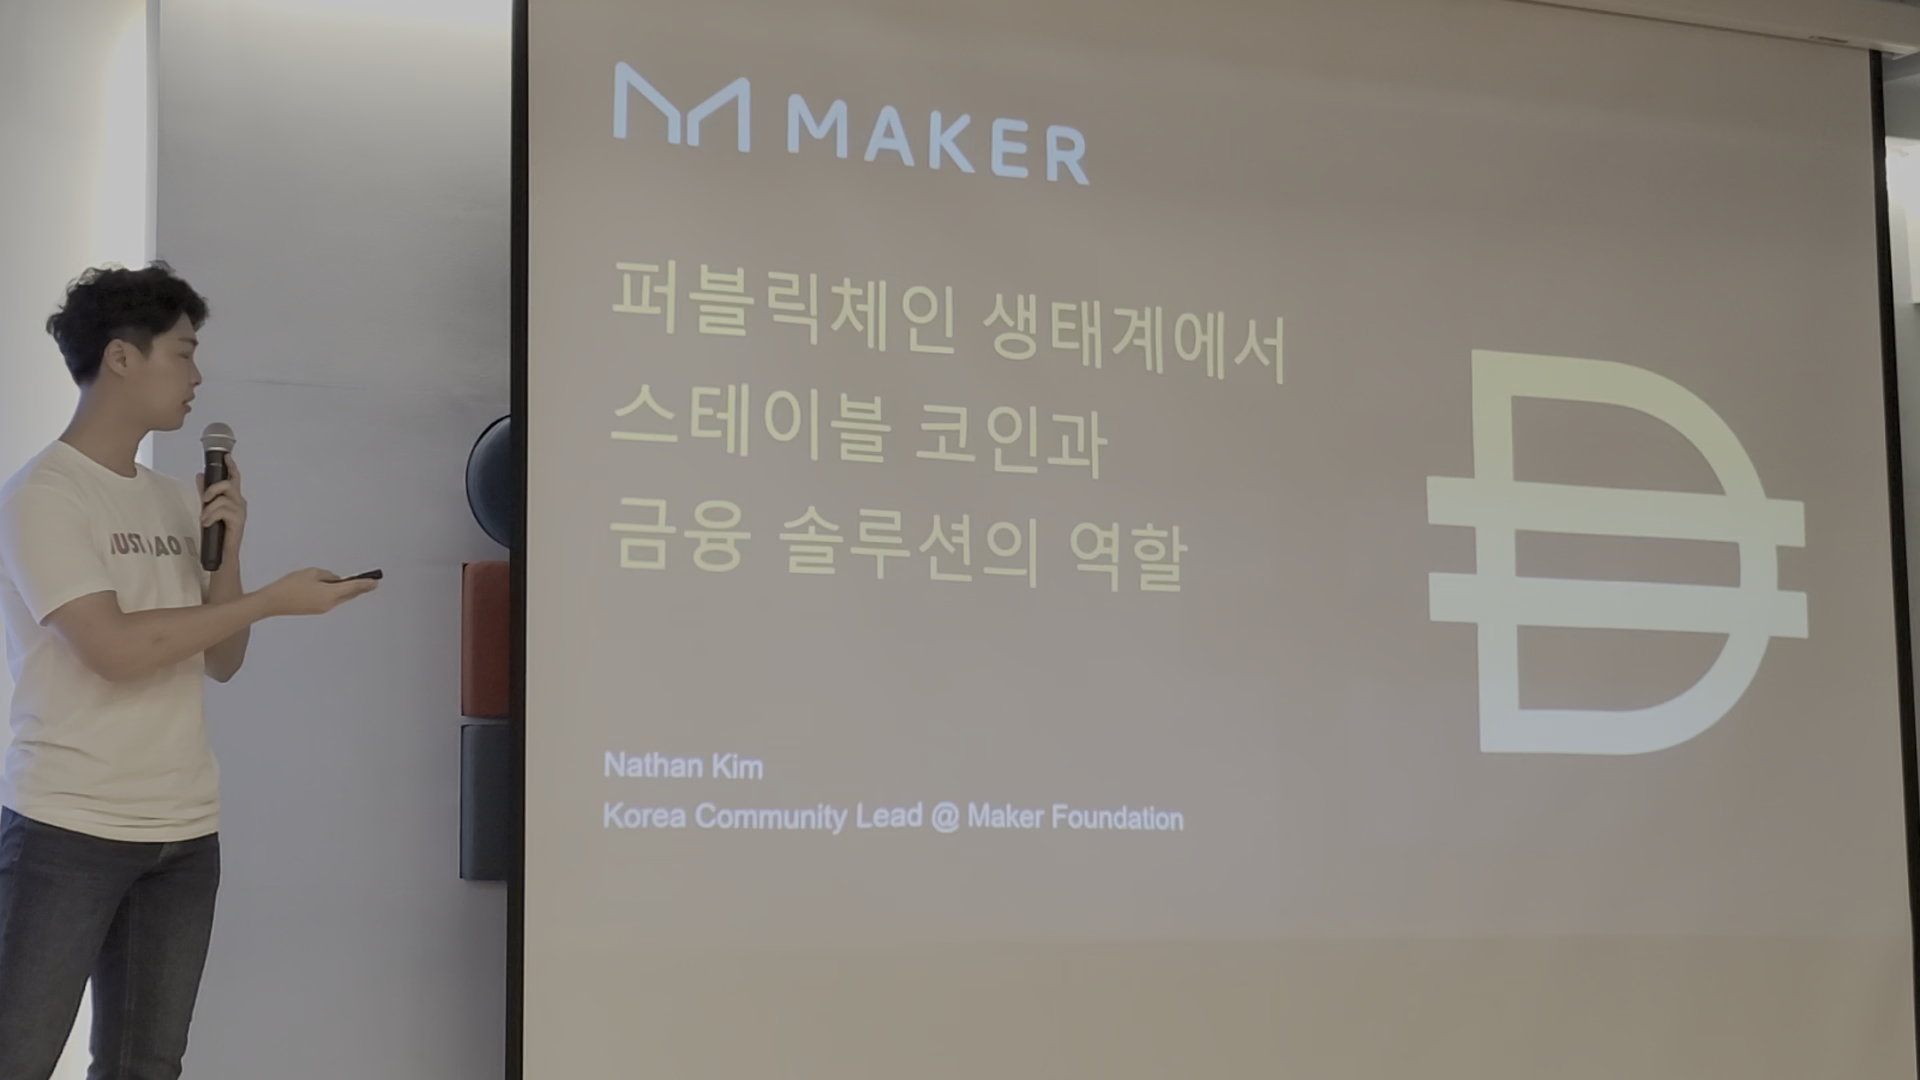 MAKER
퍼블릭체인 생태계에서
스테이블 코인과
금융 솔루션의 역할
Nathan Kim
Korea Community Lead @ Maker Foundation